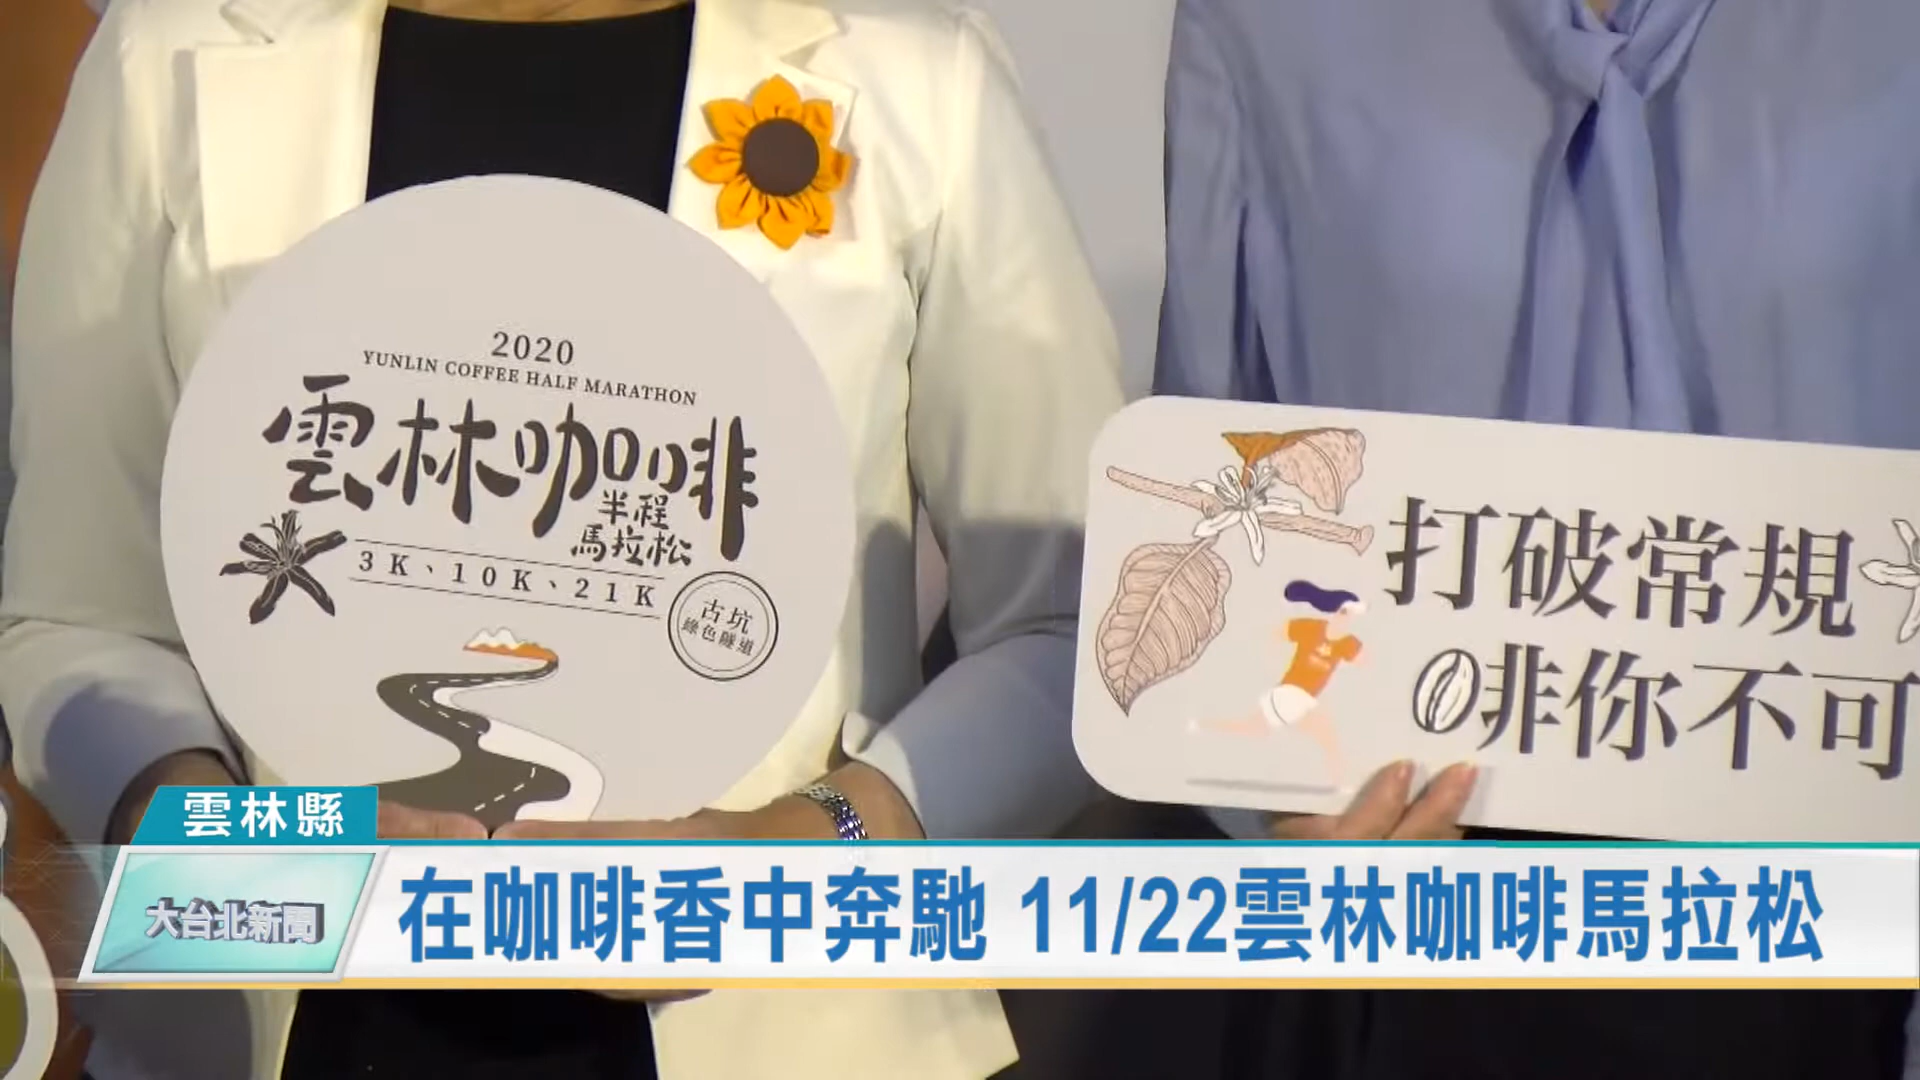 2020
YUNLIN COFFEE HALF MARATHON
雲林咖啡
半程
馬拉松
3K、10K、21K
古坑
綠色隧道
打破常規
啡你不可
雲林縣
大台北新聞
在咖啡香中奔馳 11/22雲林咖啡馬拉松